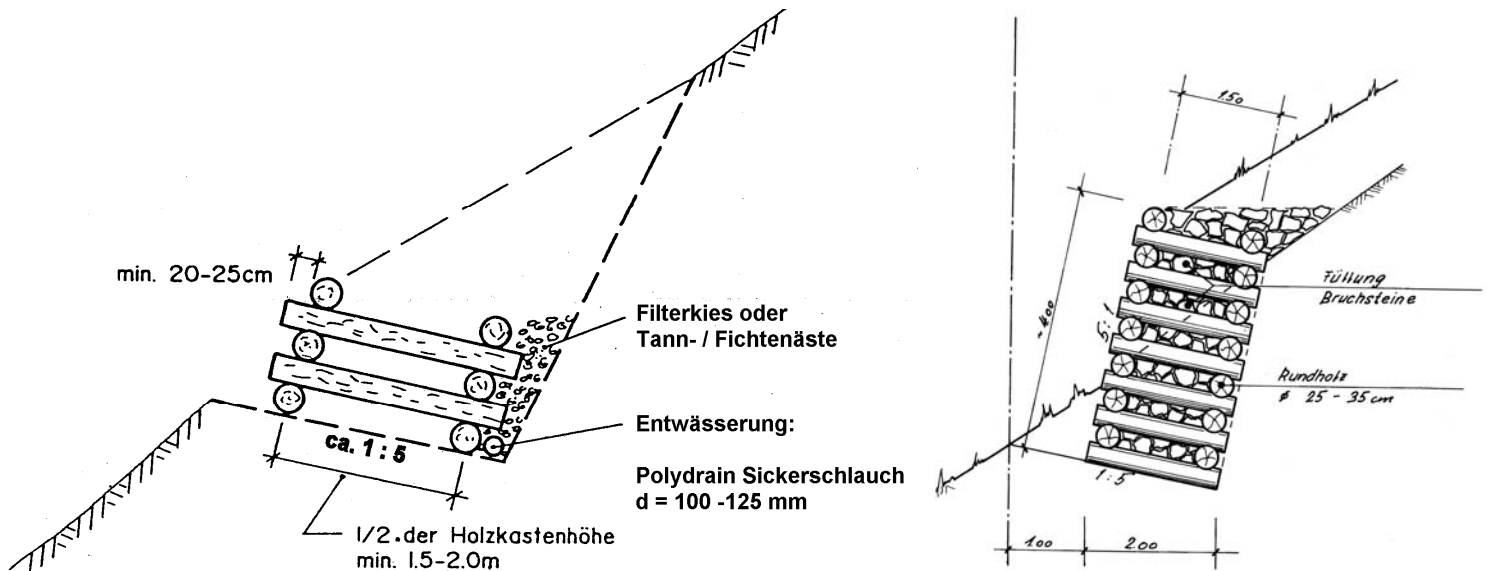 min. 20-25cm
Filterkies oder
Tann- / Fichtenäste
ca. 1 : 5
Entwässerung:
Polydrain Sickerschlauch
d = 100 -125 mm
1/2.der Holzkastenhöhe
min. 1.5-2.0m
1.50
~4.00
5:1
Füllung
Bruchsteine
Rundholz
ø 25 - 35 cm
1:5
1.00
2.00